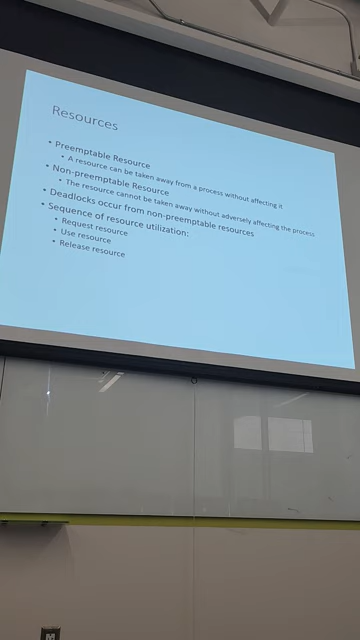 Resources
• Preemptable Resource
• A resource can be taken away from a process without affecting it
• Non-preemptable Resource
• The resource cannot be taken away without adversely affecting the process
• Deadlocks occur from non-preemptable resources
• Sequence of resource utilization:
• Request resource
• Use resource
• Release resource